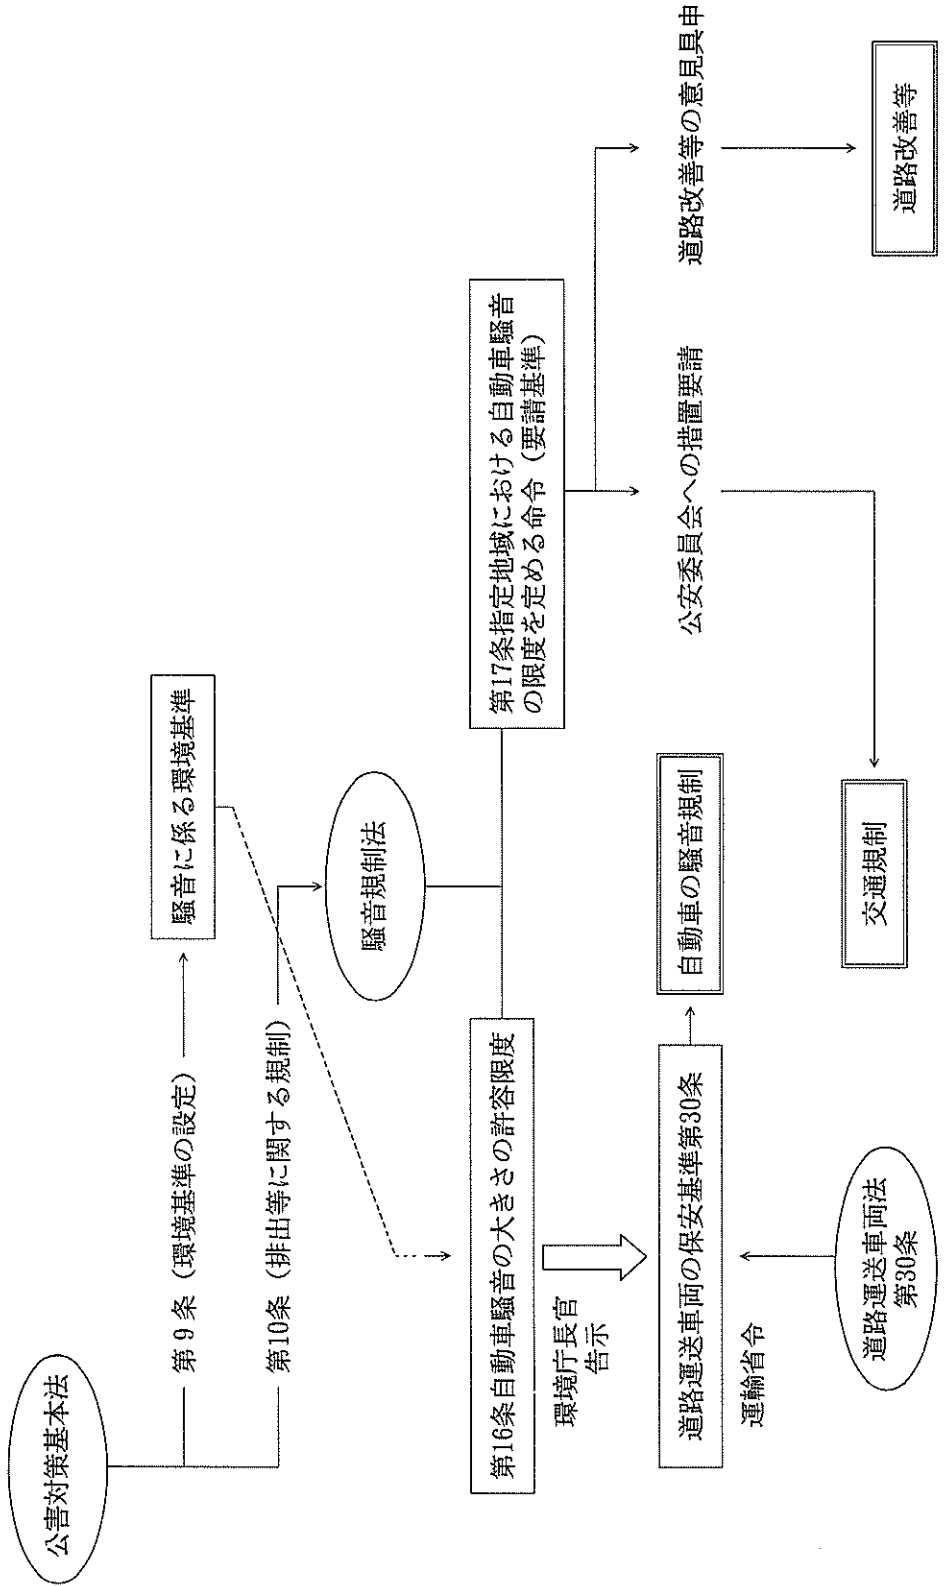 公害対策基本法
第９条（環境基準の設定）
騒音に係る環境基準
第10条（排出等に関する規制）
騒音規制法
第16条自動車騒音の大きさの許容限度
第17条指定地域における自動車騒音
の限度を定める命令（要請基準）
環境庁長官
告示
道路運送車両の保安基準第30条
自動車の騒音規制
公安委員会への措置要請
道路改善等の意見具申
運輸省令
道路運送車両法
第30条
交通規制
道路改善等